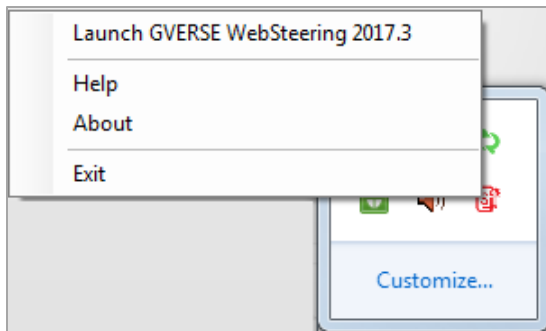 Launch GVERSE WebSteering 2017.3
Help
About
Exit
Customize...